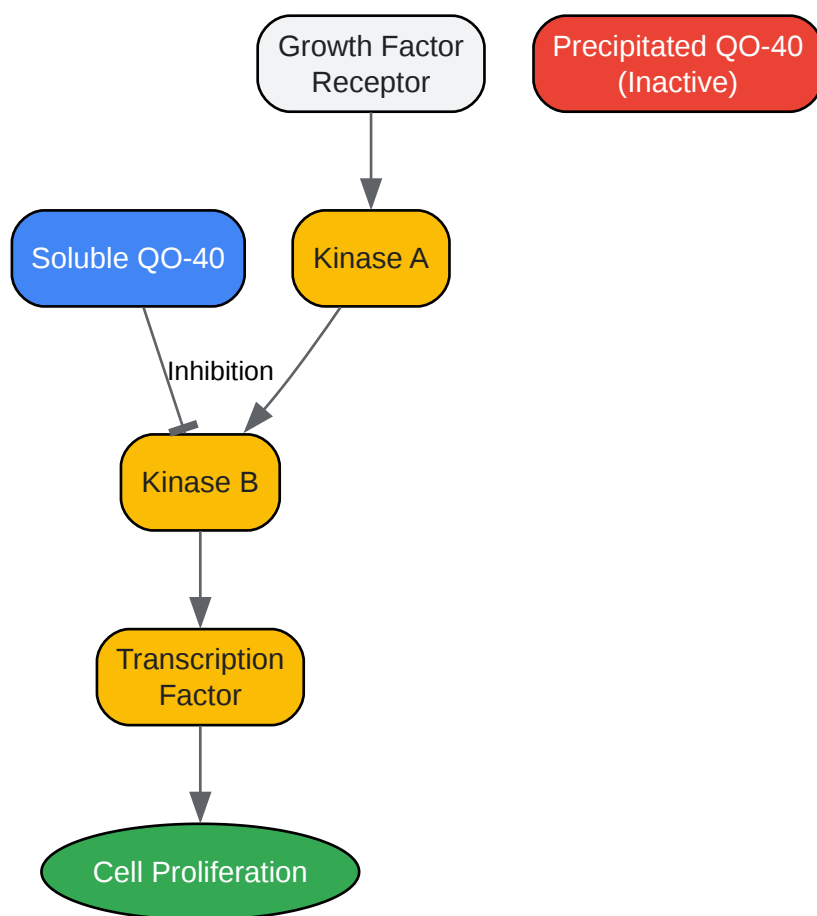 Growth Factor
Receptor
Precipitated QO-40
(Inactive)
Soluble QO-40
Kinase A
Inhibition
Kinase B
Transcription
Factor
Cell Proliferation